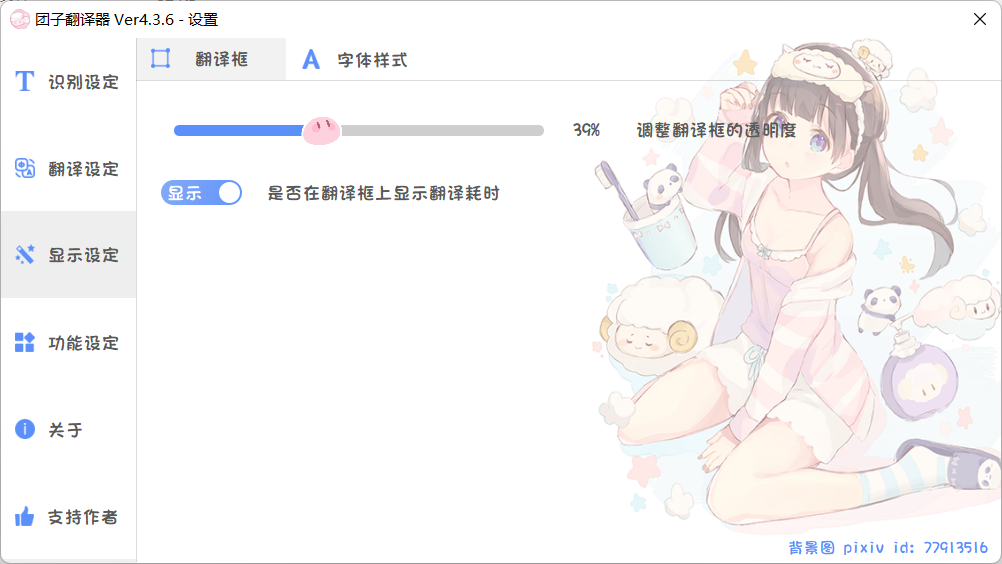 团子翻译器 Ver4.3.6 - 设置
翻译框
字体样式
识别设定
翻译设定
显示设定
功能设定
关于
支持作者
39% 调整翻译框的透明度
显示 是否在翻译框上显示翻译耗时
背景图 pixiv id: 77913516